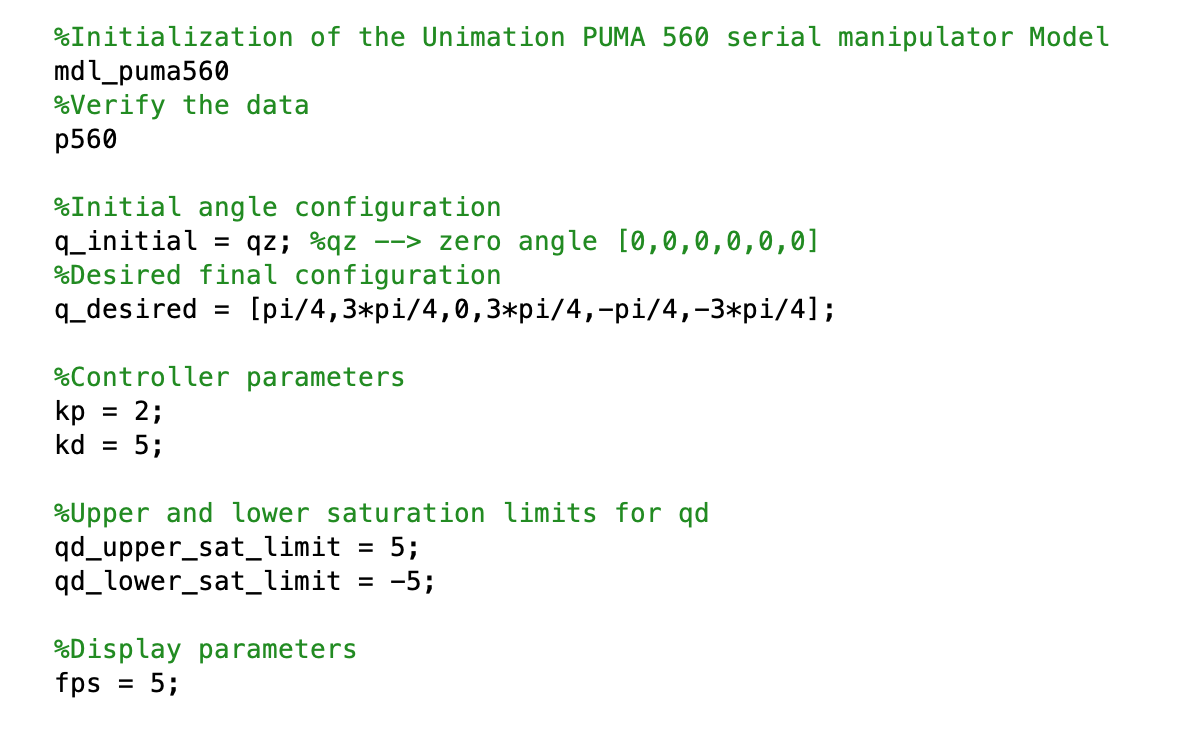 %Initialization of the Unimation PUMA 560 serial manipulator Model
mdl_puma560
%Verify the data
p560
%Initial angle configuration
q_initial = qz; %qz --> zero angle [0,0,0,0,0,0]
%Desired final configuration
q_desired = [pi/4,3*pi/4,0,3*pi/4,-pi/4,-3*pi/4];
%Controller parameters
kp = 2;
kd = 5;
%Upper and lower saturation limits for qd
qd_upper_sat_limit = 5;
qd_lower_sat_limit = -5;
%Display parameters
fps = 5;